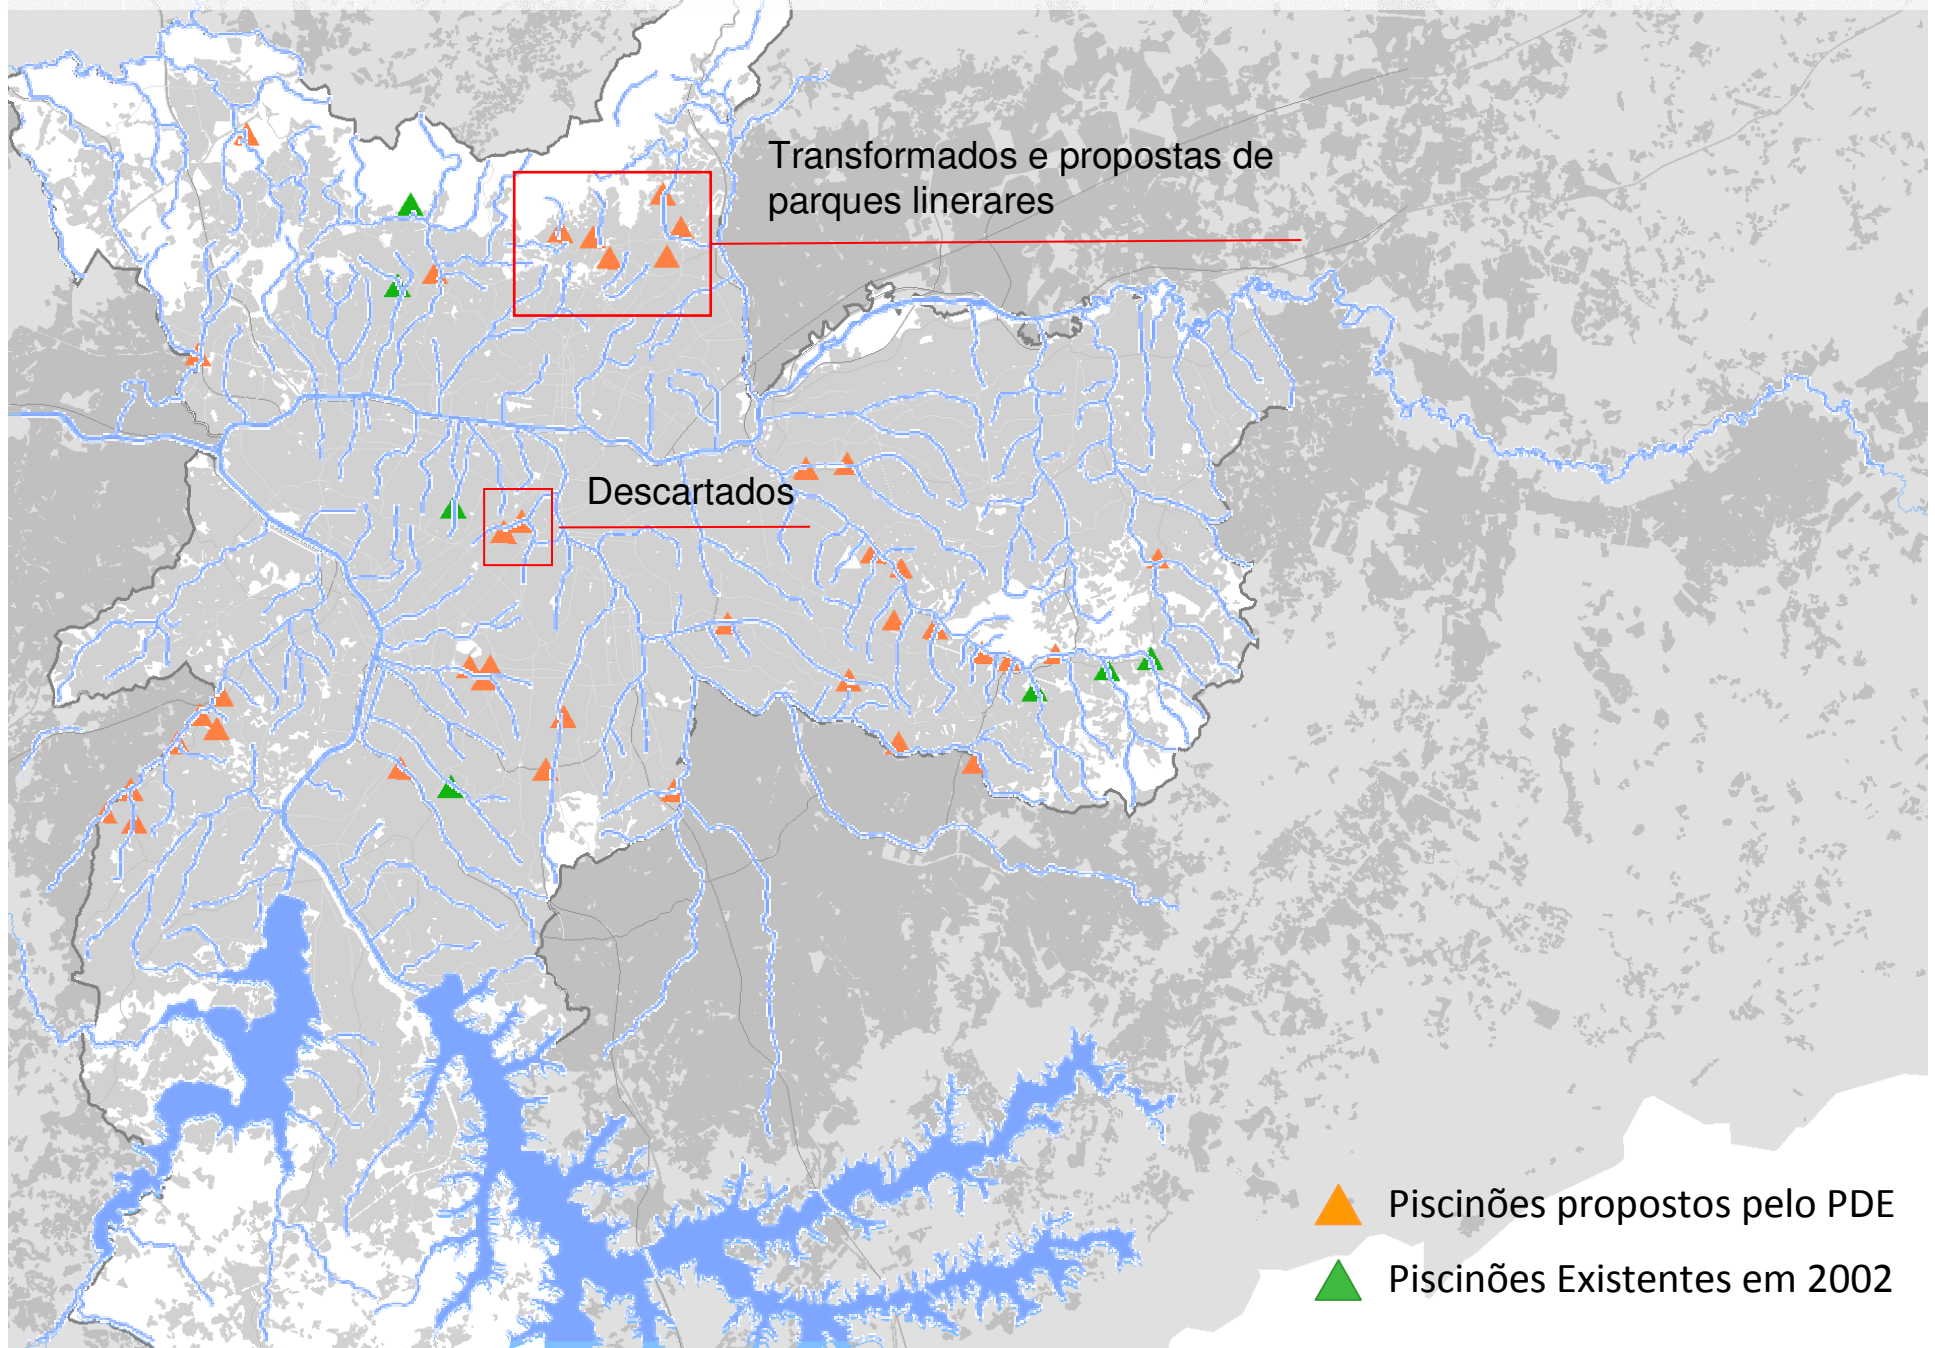 Transformados e propostas de
parques linerares
Descartados
Piscinões propostos pelo PDE
Piscinões Existentes em 2002